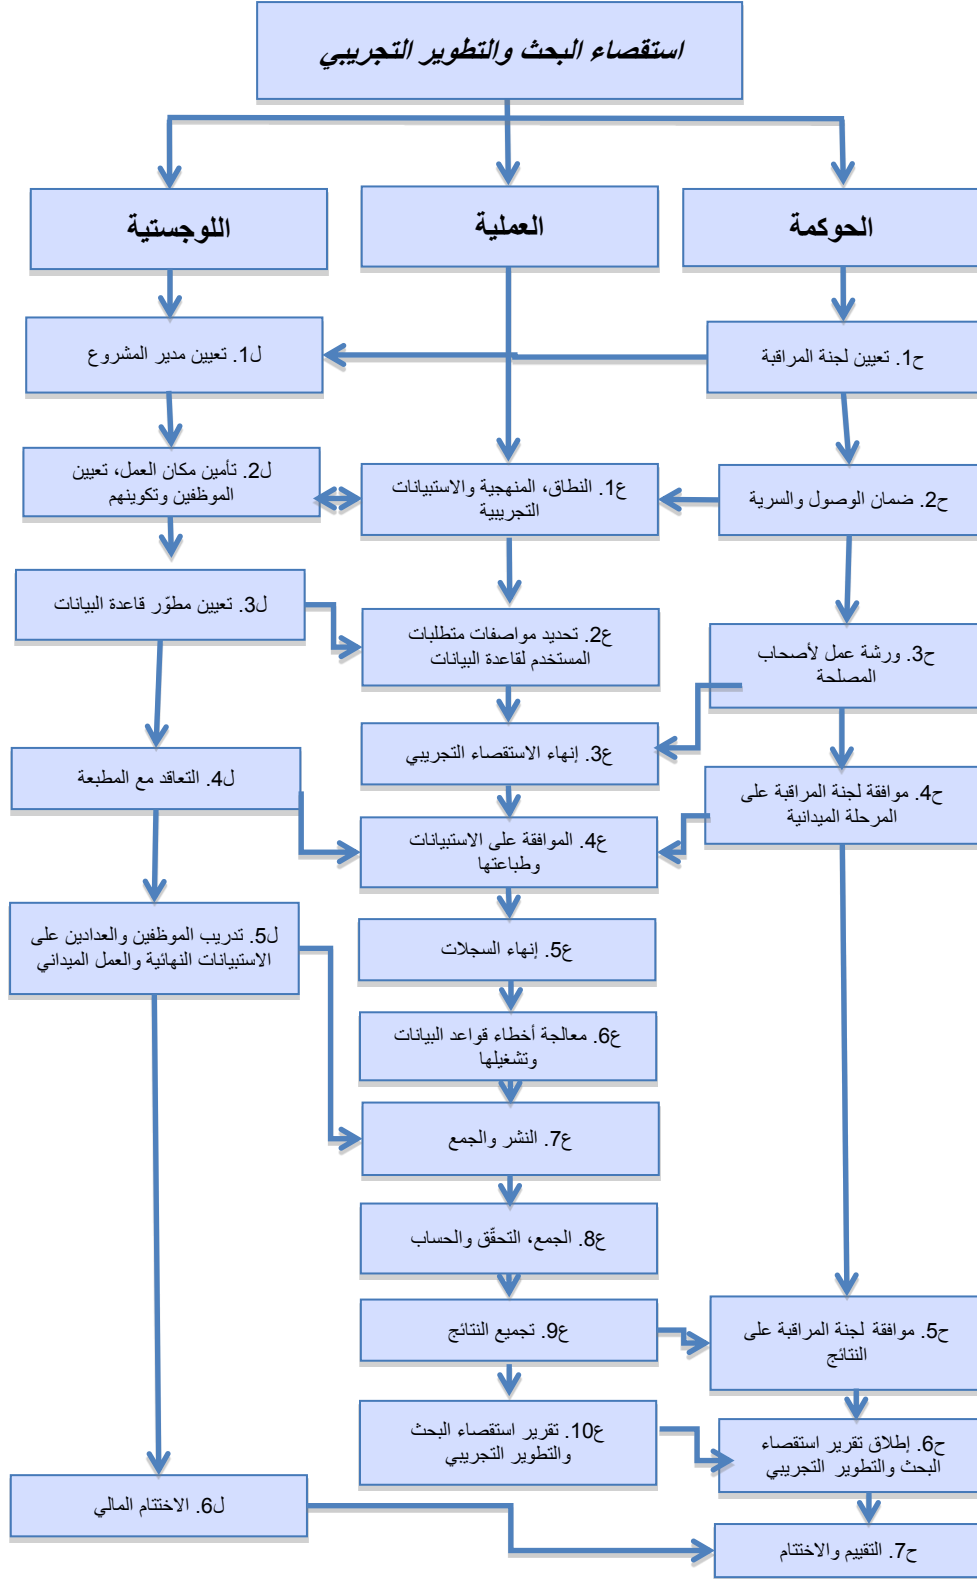 استقصاء البحث والتطوير التجريبي
الحوكمة
العملية
اللوجستية
ح1. تعيين لجنة المراقبة
ل1. تعيين مدير المشروع
ح2. ضمان الوصول والسرية
ع1. النطاق، المنهجية والاستبيانات
التجريبية
ل2. تأمين مكان العمل، تعيين
الموظفين وتكوينهم
ح3. ورشة عمل لأصحاب
المصلحة
ع2. تحديد مواصفات متطلبات
المستخدم لقاعدة البيانات
ل3. تعيين مطوّر قاعدة البيانات
ح4. موافقة لجنة المراقبة على
المرحلة الميدانية
ع3. إنهاء الاستقصاء التجريبي
ل4. التعاقد مع المطبعة
ع4. الموافقة على الاستبيانات
وطباعتها
ع5. إنهاء السجلات
ل5. تدريب الموظفين والعدادين على
الاستبيانات النهائية والعمل الميداني
ع6. معالجة أخطاء قواعد البيانات
وتشغيلها
ع7. النشر والجمع
ع8. الجمع، التحقّق والحساب
ع9. تجميع النتائج
ح5. موافقة لجنة المراقبة على
النتائج
ع10. تقرير استقصاء البحث
والتطوير التجريبي
ح6. إطلاق تقرير استقصاء
البحث والتطوير التجريبي
ل6. الاختتام المالي
ح7. التقييم والاختتام